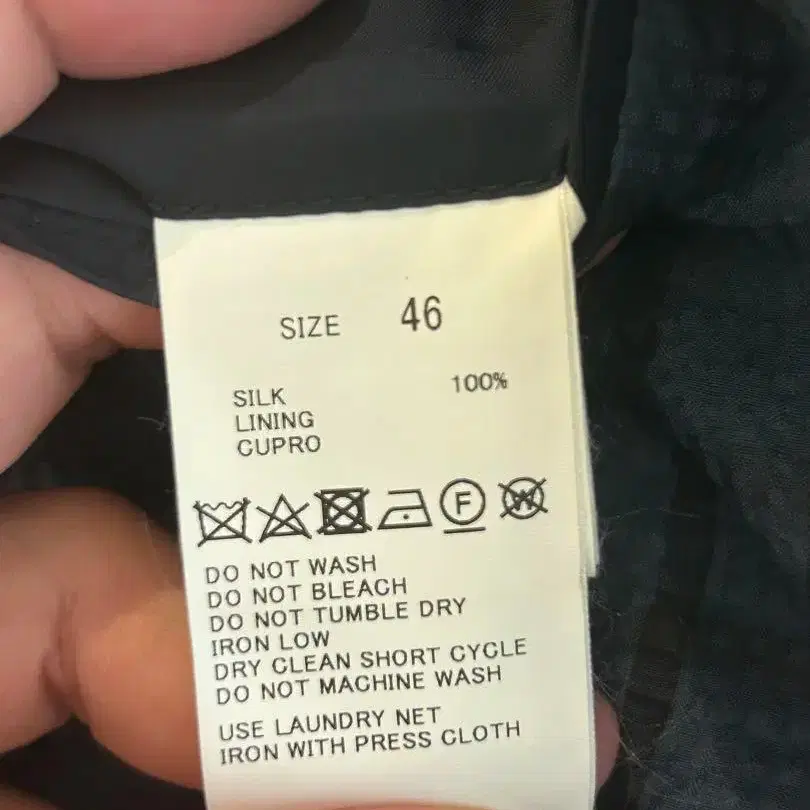 SIZE 46
SILK 100%
LINING
CUPRO
F W
DO NOT WASH
DO NOT BLEACH
DO NOT TUMBLE DRY
IRON LOW
DRY CLEAN SHORT CYCLE
DO NOT MACHINE WASH
USE LAUNDRY NET
IRON WITH PRESS CLOTH